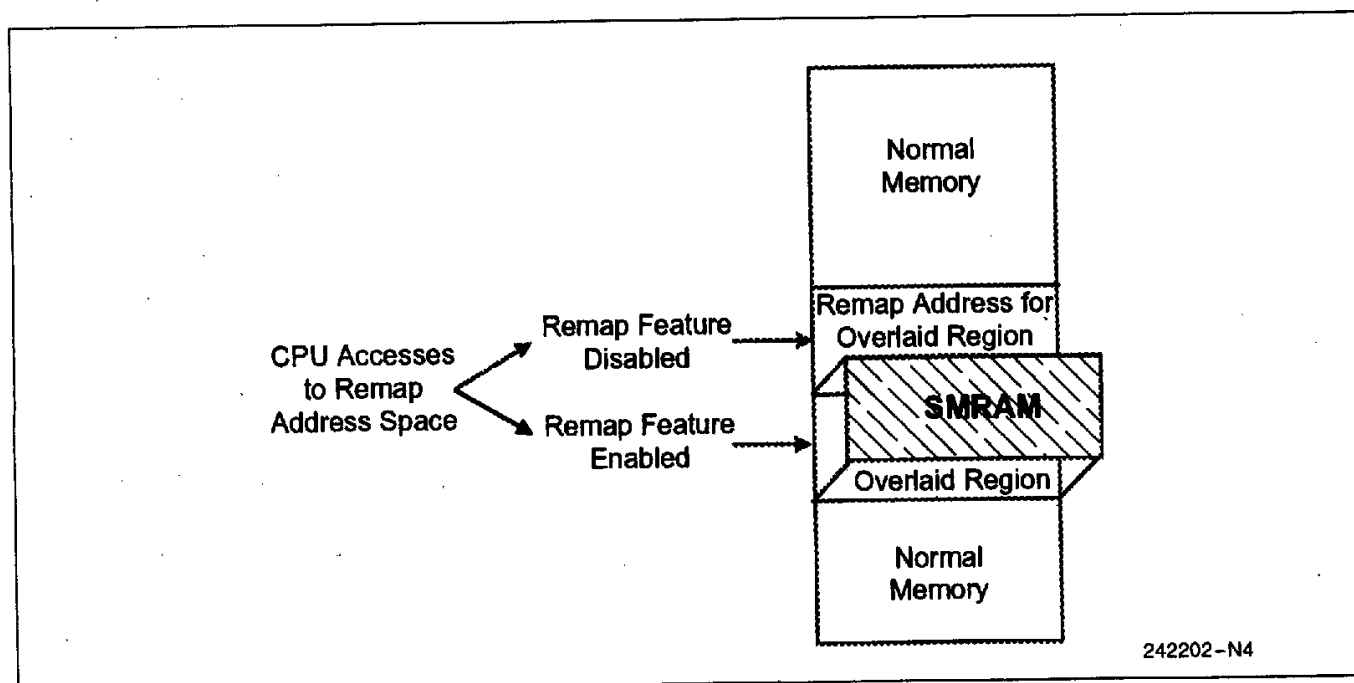 Normal
Memory
Remap Address for
Overlaid Region
Remap Feature
Disabled
CPU Accesses
to Remap
Address Space
SMRAM
Remap Feature
Enabled
Overlaid Region
Normal
Memory
242202-N4